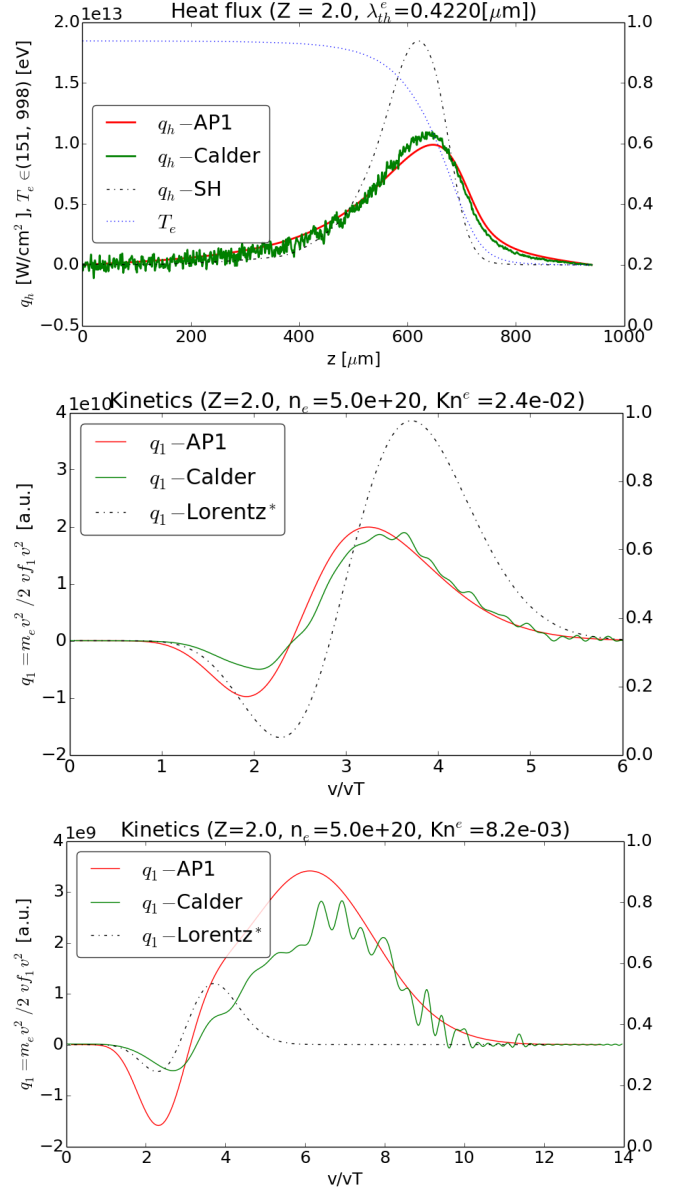 Heat flux (Z = 2.0, λ_th^e=0.4220[μm])
1e13
2.0
1.5
1.0
0.5
0.0
−0.5
q_h [W/cm² ], T_e ∈(151, 998) [eV]
q_h−AP1
q_h−Calder
q_h−SH
T_e
1.0
0.8
0.6
0.4
0.2
0.0
0 200 400 600 800 1000
z [μm]
1e10
Kinetics (Z=2.0, n_e=5.0e+20, Kn^e =2.4e-02)
4
3
2
1
0
−1
−2
q_1 =m_e v² /2 vf_1 v² [a.u.]
q_1−AP1
q_1−Calder
q_1−Lorentz*
1.0
0.8
0.6
0.4
0.2
0.0
0 1 2 3 4 5 6
v/vT
1e9
Kinetics (Z=2.0, n_e=5.0e+20, Kn^e =8.2e-03)
4
3
2
1
0
−1
−2
q_1 =m_e v² /2 vf_1 v² [a.u.]
q_1−AP1
q_1−Calder
q_1−Lorentz*
1.0
0.8
0.6
0.4
0.2
0.0
0 2 4 6 8 10 12 14
v/vT